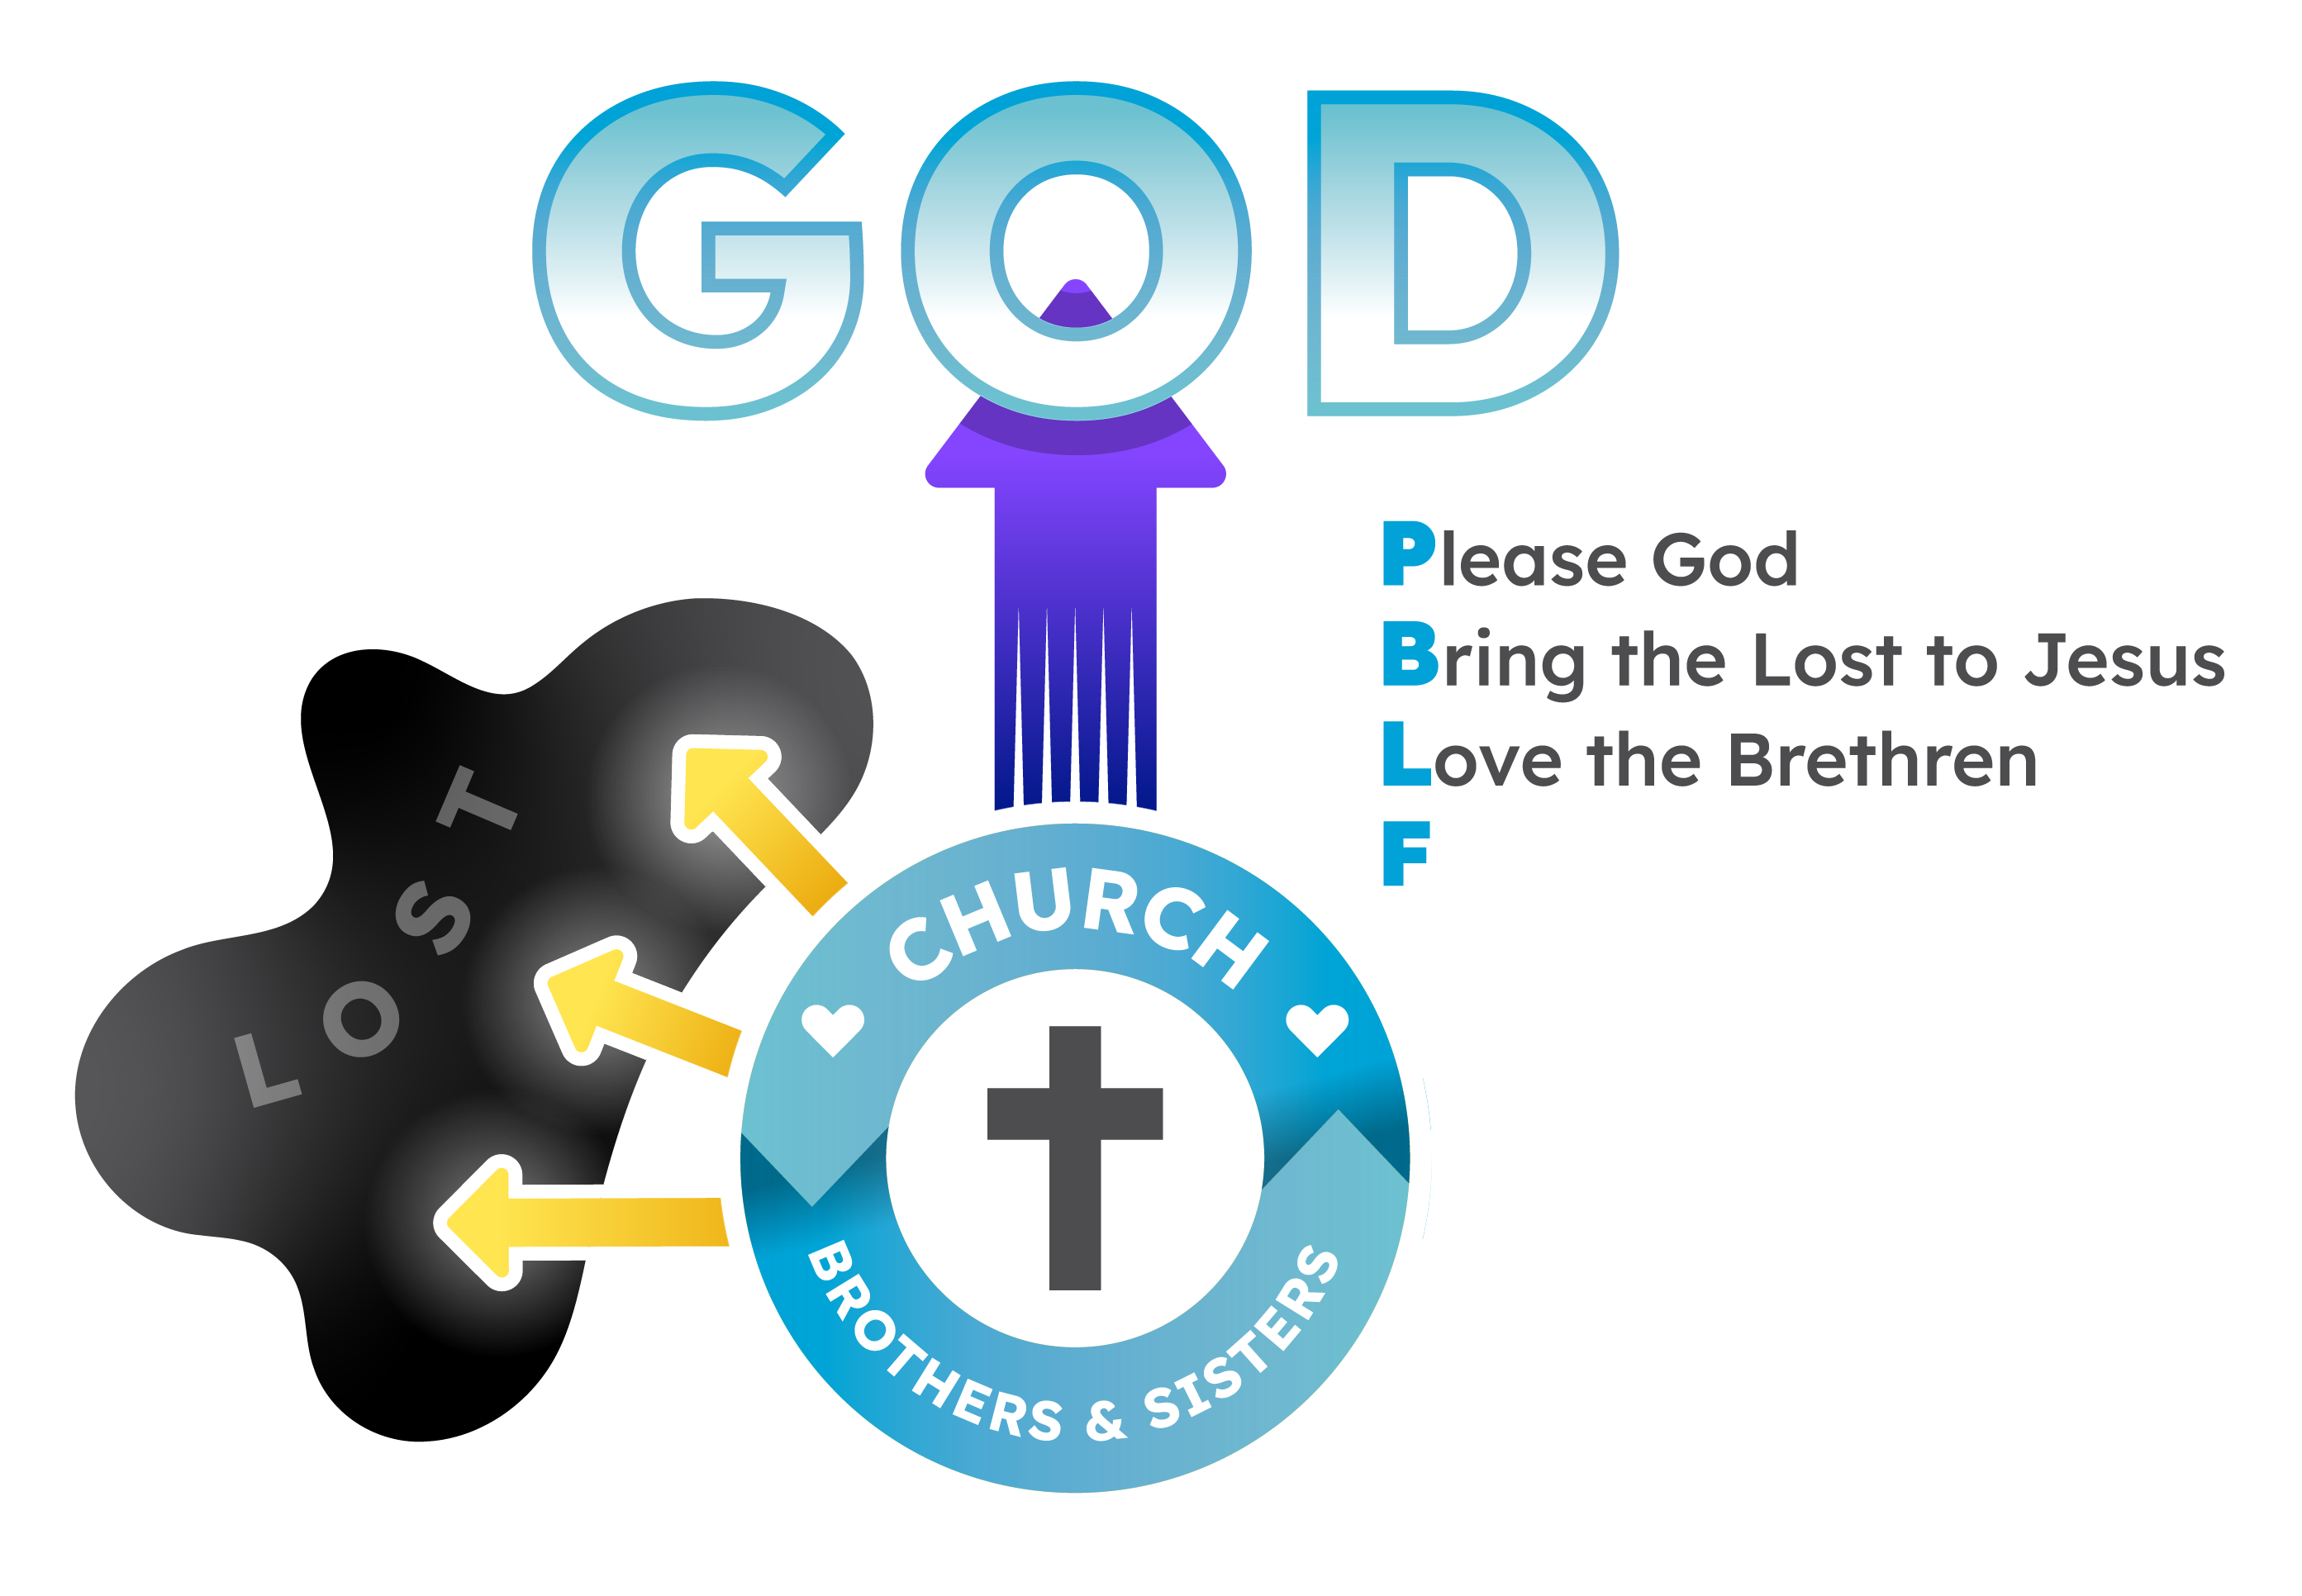 GOD
Please God
Bring the Lost to Jesus
Love the Brethren
F
LOST
CHURCH
BROTHERS & SISTERS